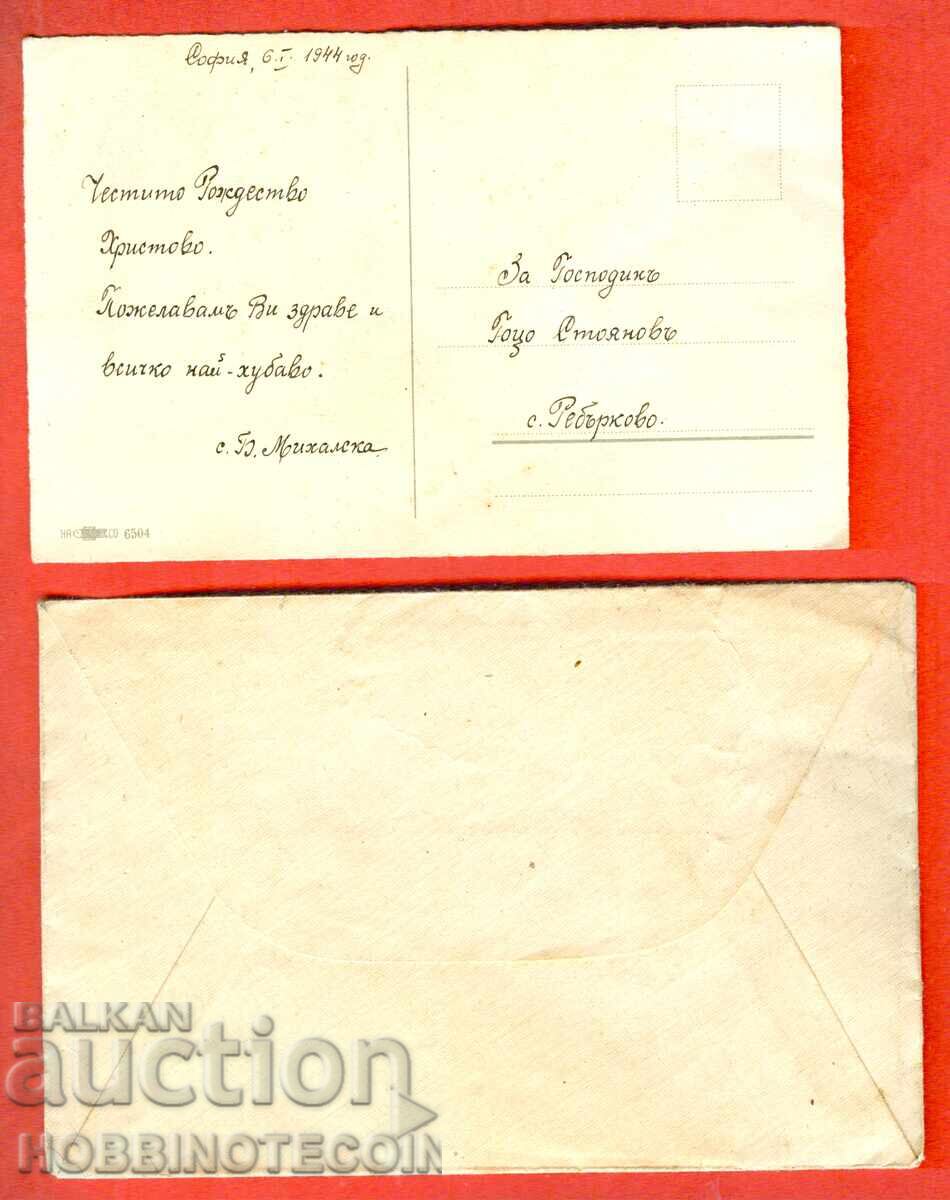 София, 6.I. 1944 год.
Честито Рождество
Христово.
Пожелавамъ Ви здраве и
всичко най-хубаво.
с. Б. Михалска
6504
За Господинъ
Гоцо Стояновъ
с. Ребърково.
BALKAN
auction
HOBBINOTECOIN